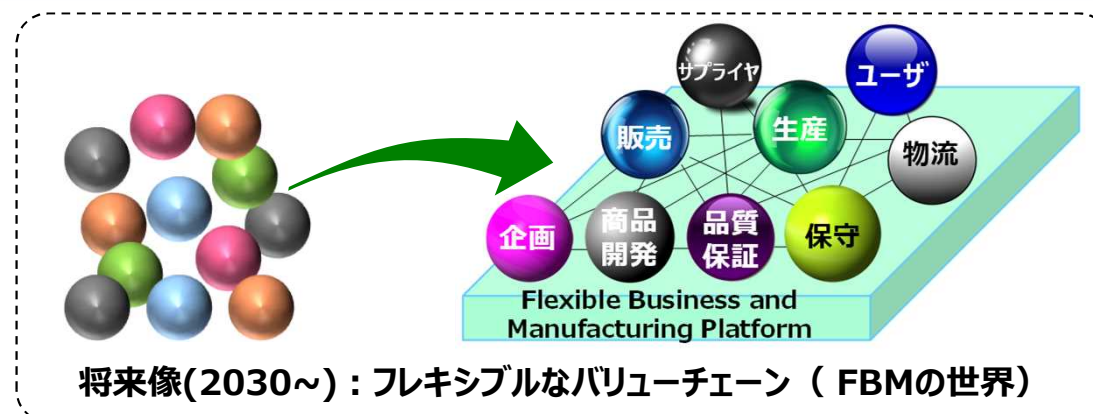 サプライヤ
ユーザ
販売
生産
物流
企画
商品
開発
品質
保証
保守
Flexible Business and
Manufacturing Platform
将来像(2030~)：フレキシブルなバリューチェーン（ FBMの世界）